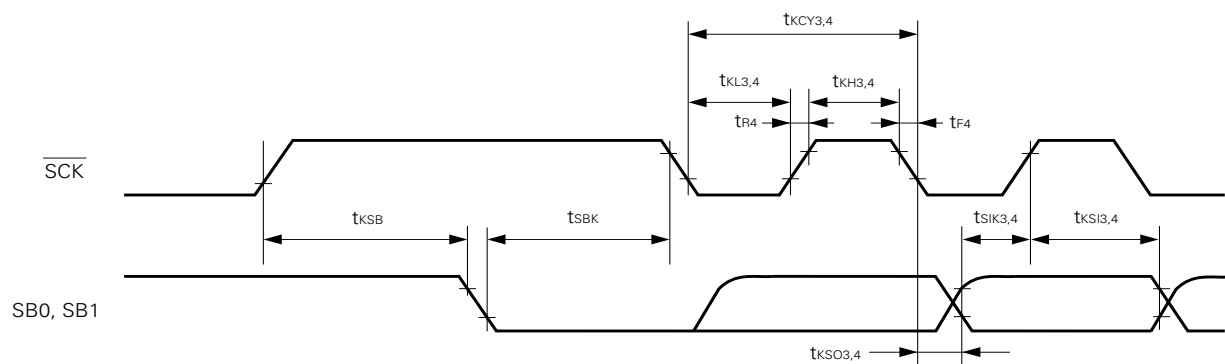 tKCY3,4
tKL3,4
tKH3,4
tR4
tF4
SCK
tKSB
tSBK
tSIK3,4
tKSI3,4
SB0, SB1
tKSO3,4